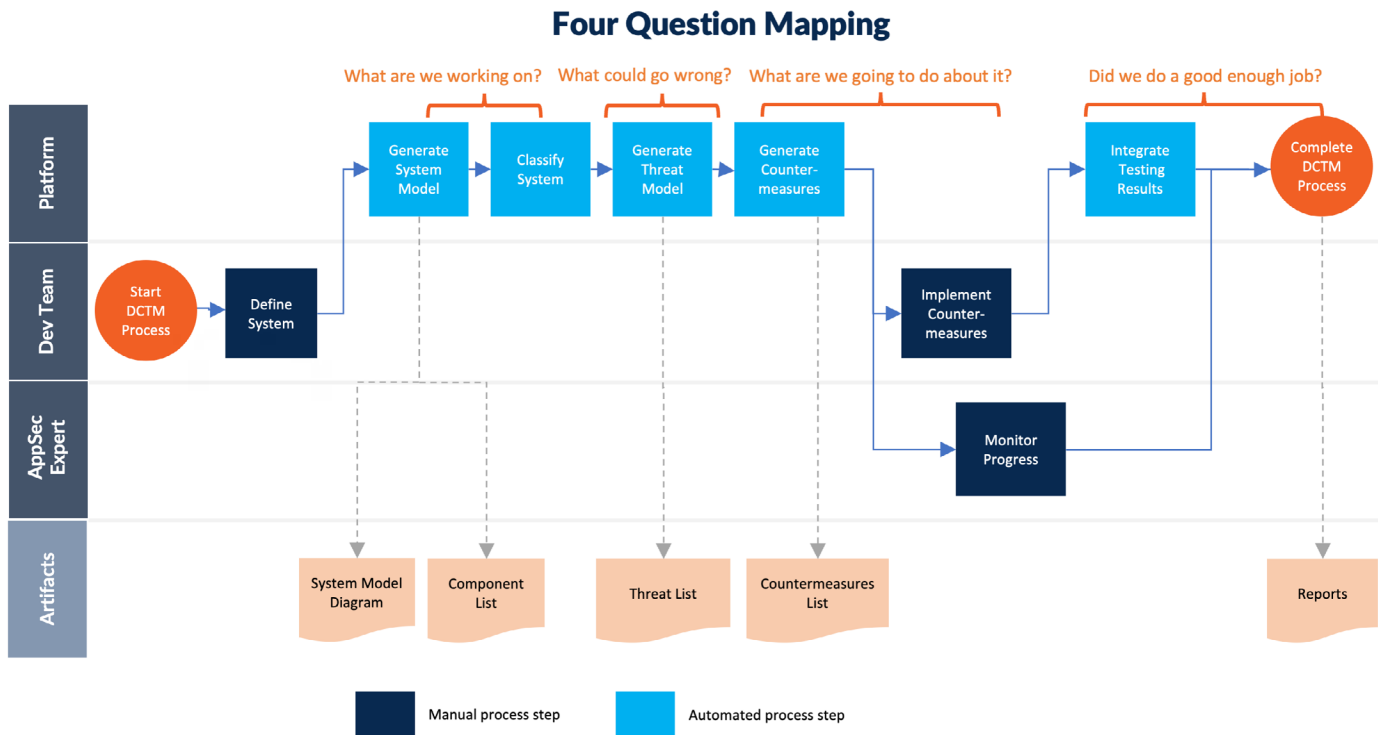 Four Question Mapping
What are we working on?
What could go wrong?
What are we going to do about it?
Did we do a good enough job?
Platform
Generate
System
Model
Classify
System
Generate
Threat
Model
Generate
Counter-
measures
Integrate
Testing
Results
Complete
DCTM
Process
Dev Team
Start
DCTM
Process
Define
System
Implement
Counter-
measures
AppSec
Expert
Monitor
Progress
Artifacts
System Model
Diagram
Component
List
Threat List
Countermeasures
List
Reports
Manual process step
Automated process step